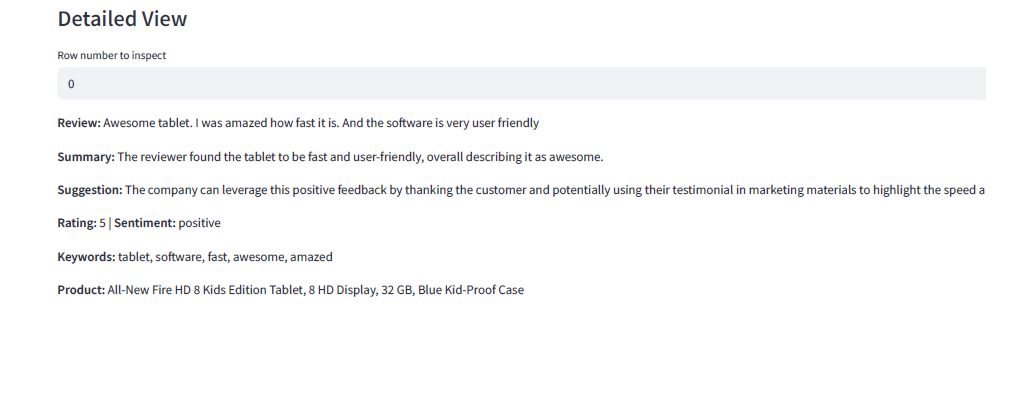 Detailed View
Row number to inspect
0
Review: Awesome tablet. I was amazed how fast it is. And the software is very user friendly
Summary: The reviewer found the tablet to be fast and user-friendly, overall describing it as awesome.
Suggestion: The company can leverage this positive feedback by thanking the customer and potentially using their testimonial in marketing materials to highlight the speed a
Rating: 5 | Sentiment: positive
Keywords: tablet, software, fast, awesome, amazed
Product: All-New Fire HD 8 Kids Edition Tablet, 8 HD Display, 32 GB, Blue Kid-Proof Case